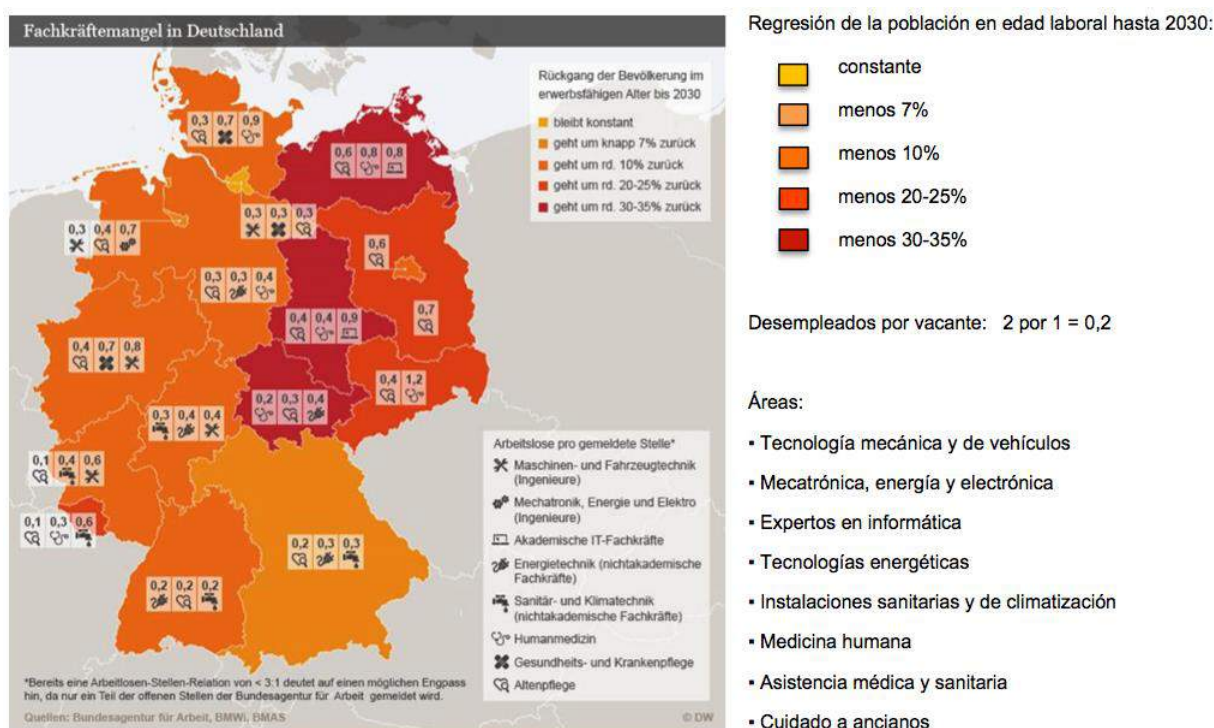 Fachkräftemangel in Deutschland
Rückgang der Bevölkerung im
erwerbsfähigen Alter bis 2030
bleibt konstant
geht um knapp 7% zurück
geht um rd. 10% zurück
geht um rd. 20-25% zurück
geht um rd. 30-35% zurück
0,3 0,7 0,9
0,6 0,8 0,8
0,3 0,3 0,3
0,3 0,4 0,7
0,6
0,3 0,3 0,4
0,4 0,4 0,9
0,7
0,4 0,7 0,8
0,4 1,2
0,2 0,3 0,4
0,3 0,4 0,4
0,1 0,4 0,6
0,1 0,3 0,6
0,2 0,3 0,3
0,2 0,2 0,2
Arbeitslose pro gemeldete Stelle*
Maschinen- und Fahrzeugtechnik
(Ingenieure)
Mechatronik, Energie und Elektro
(Ingenieure)
Akademische IT-Fachkräfte
Energietechnik (nichtakademische
Fachkräfte)
Sanitär- und Klimatechnik
(nichtakademische Fachkräfte)
Humanmedizin
Gesundheits- und Krankenpflege
Altenpflege
*Bereits eine Arbeitlosen-Stellen-Relation von < 3:1 deutet auf einen möglichen Engpass
hin, da nur ein Teil der offenen Stellen der Bundesagentur für Arbeit gemeldet wird.
Quellen: Bundesagentur für Arbeit, BMWi, BMAS
© DW
Regresión de la población en edad laboral hasta 2030:
constante
menos 7%
menos 10%
menos 20-25%
menos 30-35%
Desempleados por vacante: 2 por 1 = 0,2
Áreas:
▪ Tecnología mecánica y de vehículos
▪ Mecatrónica, energía y electrónica
▪ Expertos en informática
▪ Tecnologías energéticas
▪ Instalaciones sanitarias y de climatización
▪ Medicina humana
▪ Asistencia médica y sanitaria
▪ Cuidado a ancianos